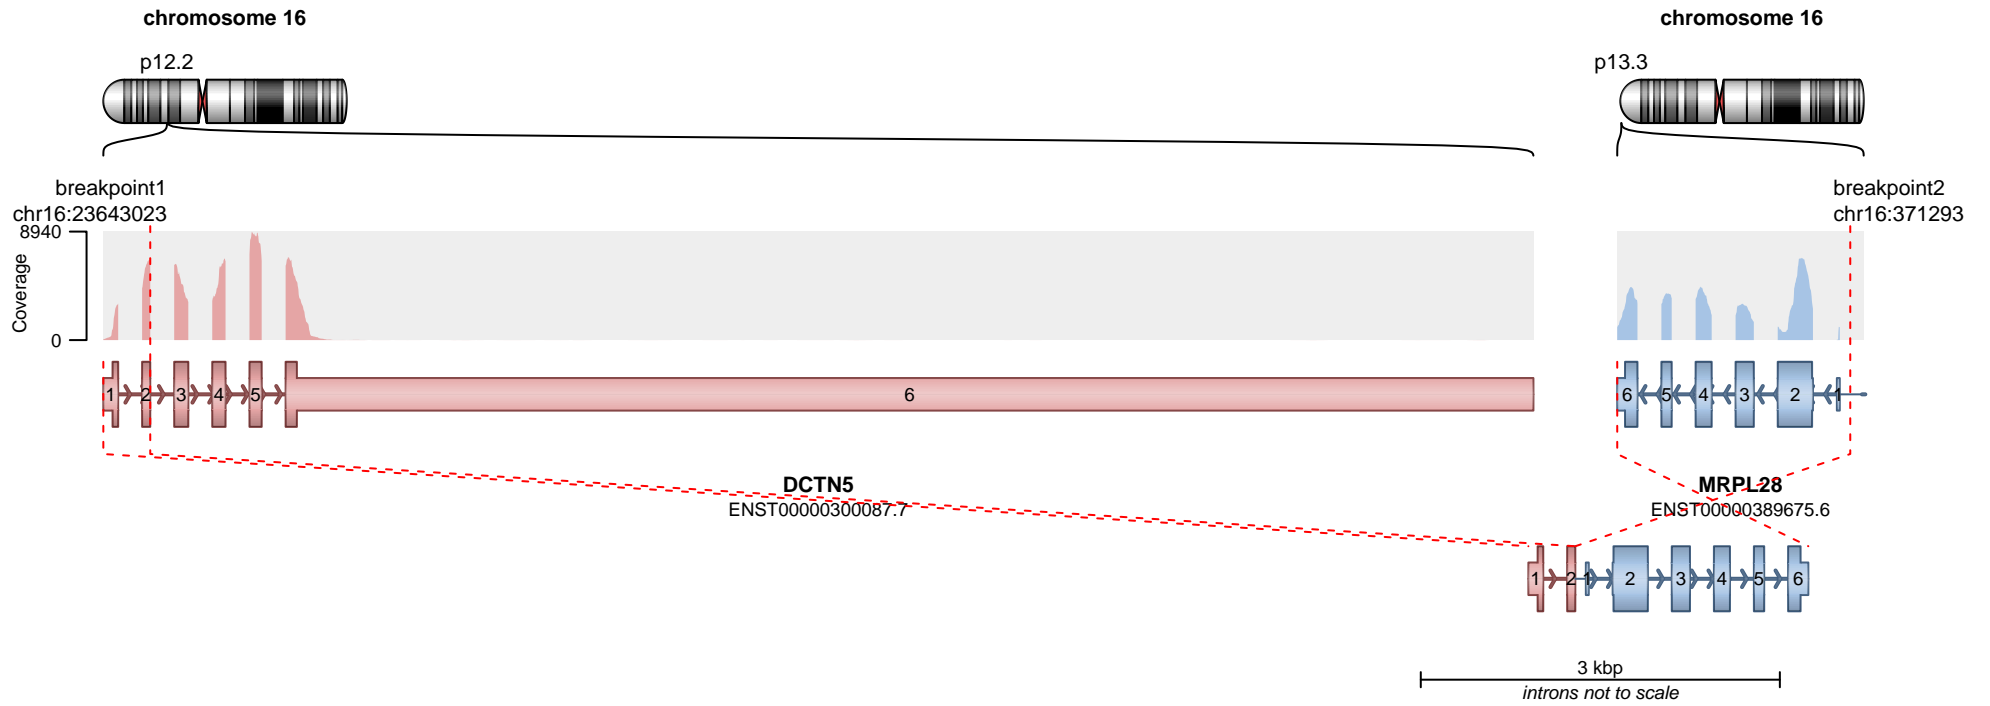 chromosome 16
chromosome 16
p12.2
p13.3
breakpoint1
chr16:23643023
breakpoint2
chr16:371293
8940
Coverage
0
1 2 3 4 5 6
6 5 4 3 2 1
DCTN5
ENST00000300087.7
MRPL28
ENST00000389675.6
1 2 1 2 3 4 5 6
3 kbp
introns not to scale